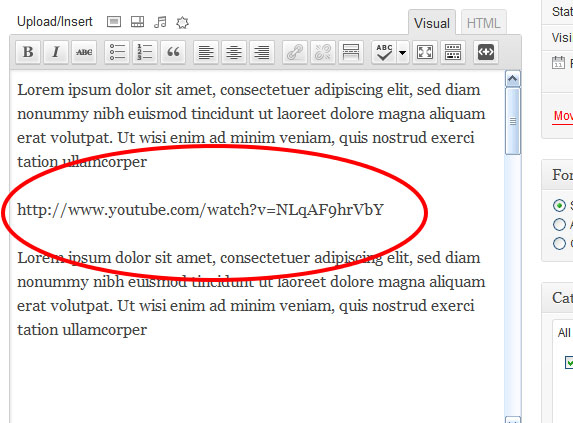 Upload/Insert
Visual
HTML
Stat
Visi
B I ABC ABC
Mov
Lorem ipsum dolor sit amet, consectetuer adipiscing elit, sed diam
nonummy nibh euismod tincidunt ut laoreet dolore magna aliquam
erat volutpat. Ut wisi enim ad minim veniam, quis nostrud exerci
tation ullamcorper
http://www.youtube.com/watch?v=NLqAF9hrVbY
Lorem ipsum dolor sit amet, consectetuer adipiscing elit, sed diam
nonummy nibh euismod tincidunt ut laoreet dolore magna aliquam
erat volutpat. Ut wisi enim ad minim veniam, quis nostrud exerci
tation ullamcorper
For
Cat
All